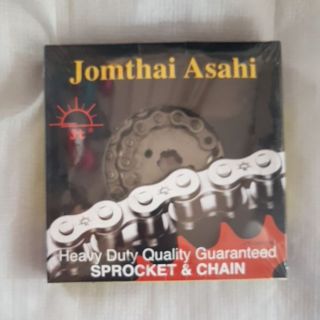 Jomthai Asahi
Heavy Duty Quality Guaranteed
SPROCKET & CHAIN